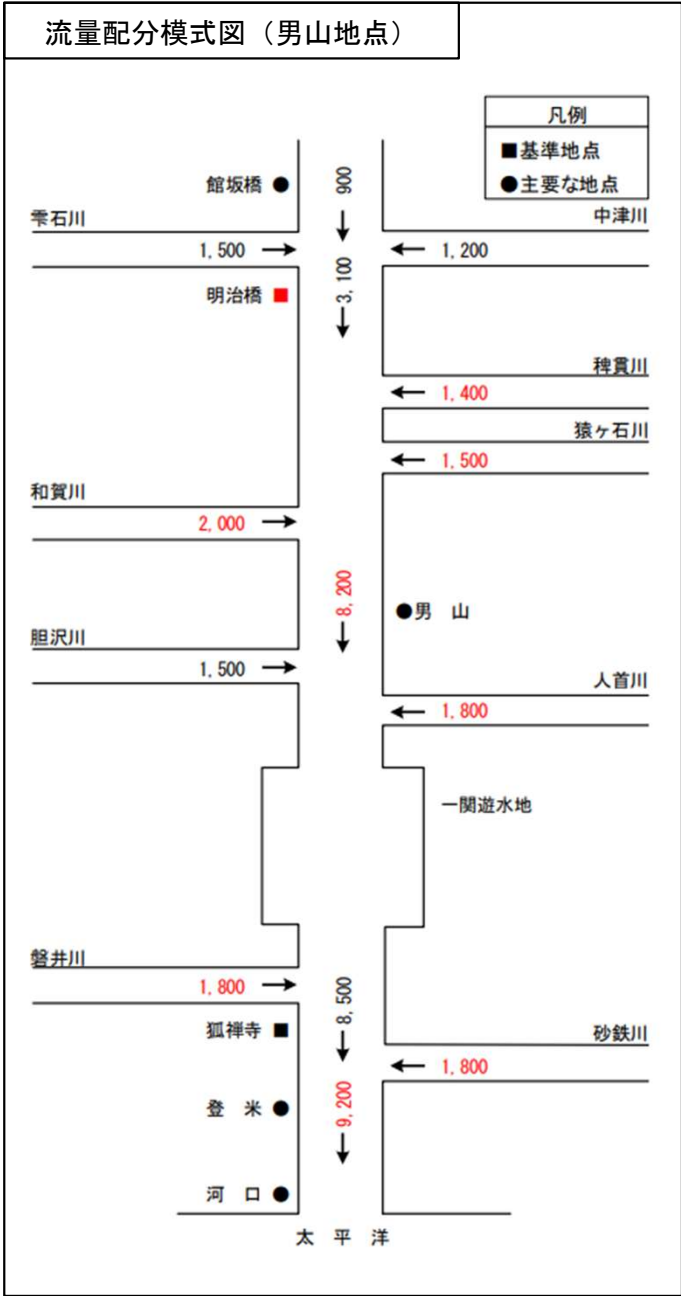 流量配分模式図（男山地点）
凡例
■基準地点
●主要な地点
館坂橋 ●
900
雫石川
中津川
1,500
1,200
3,100
明治橋 ■
稗貫川
1,400
猿ヶ石川
1,500
和賀川
2,000
8,200
●男 山
胆沢川
1,500
人首川
1,800
一関遊水地
磐井川
1,800
8,500
狐禅寺 ■
砂鉄川
1,800
登 米 ●
9,200
河 口 ●
太 平 洋